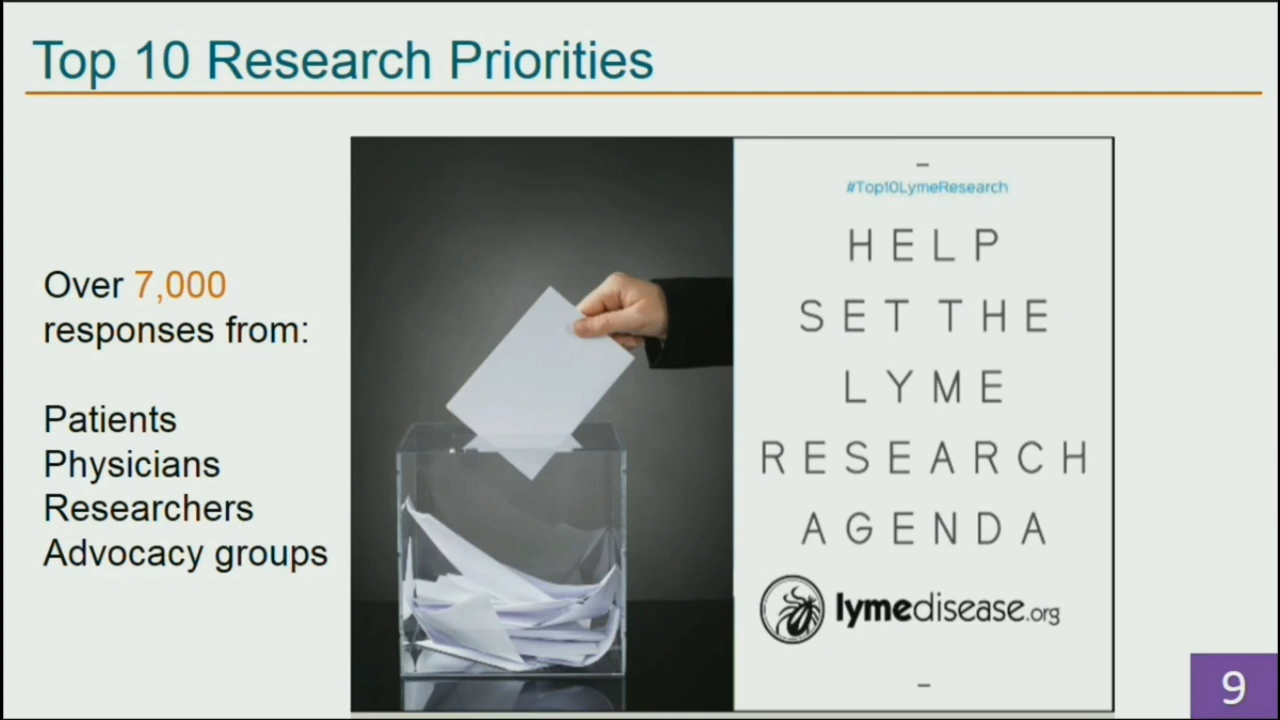 Top 10 Research Priorities
Over 7,000
responses from:
Patients
Physicians
Researchers
Advocacy groups
#Top10LymeResearch
HELP
SET THE
LYME
RESEARCH
AGENDA
lymedisease.org
9